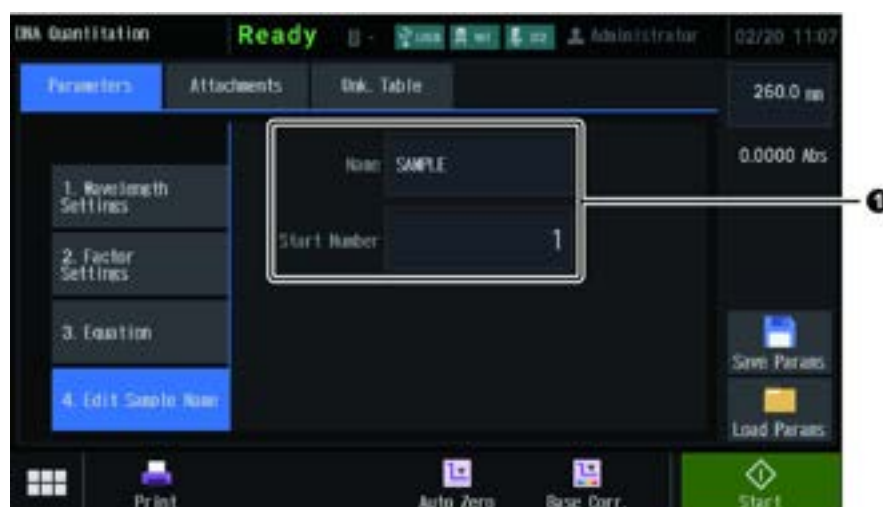 DNA Quantitation
Ready
USB
Administrator
02/20 11:07
Parameters
Attachments
Unk. Table
260.0 nm
0.0000 Abs
Name SAMPLE
Start Number 1
1. Wavelength
Settings
2. Factor
Settings
3. Equation
4. Edit Sample Name
Save Params
Load Params
Print
Auto Zero
Base Corr.
Start
1